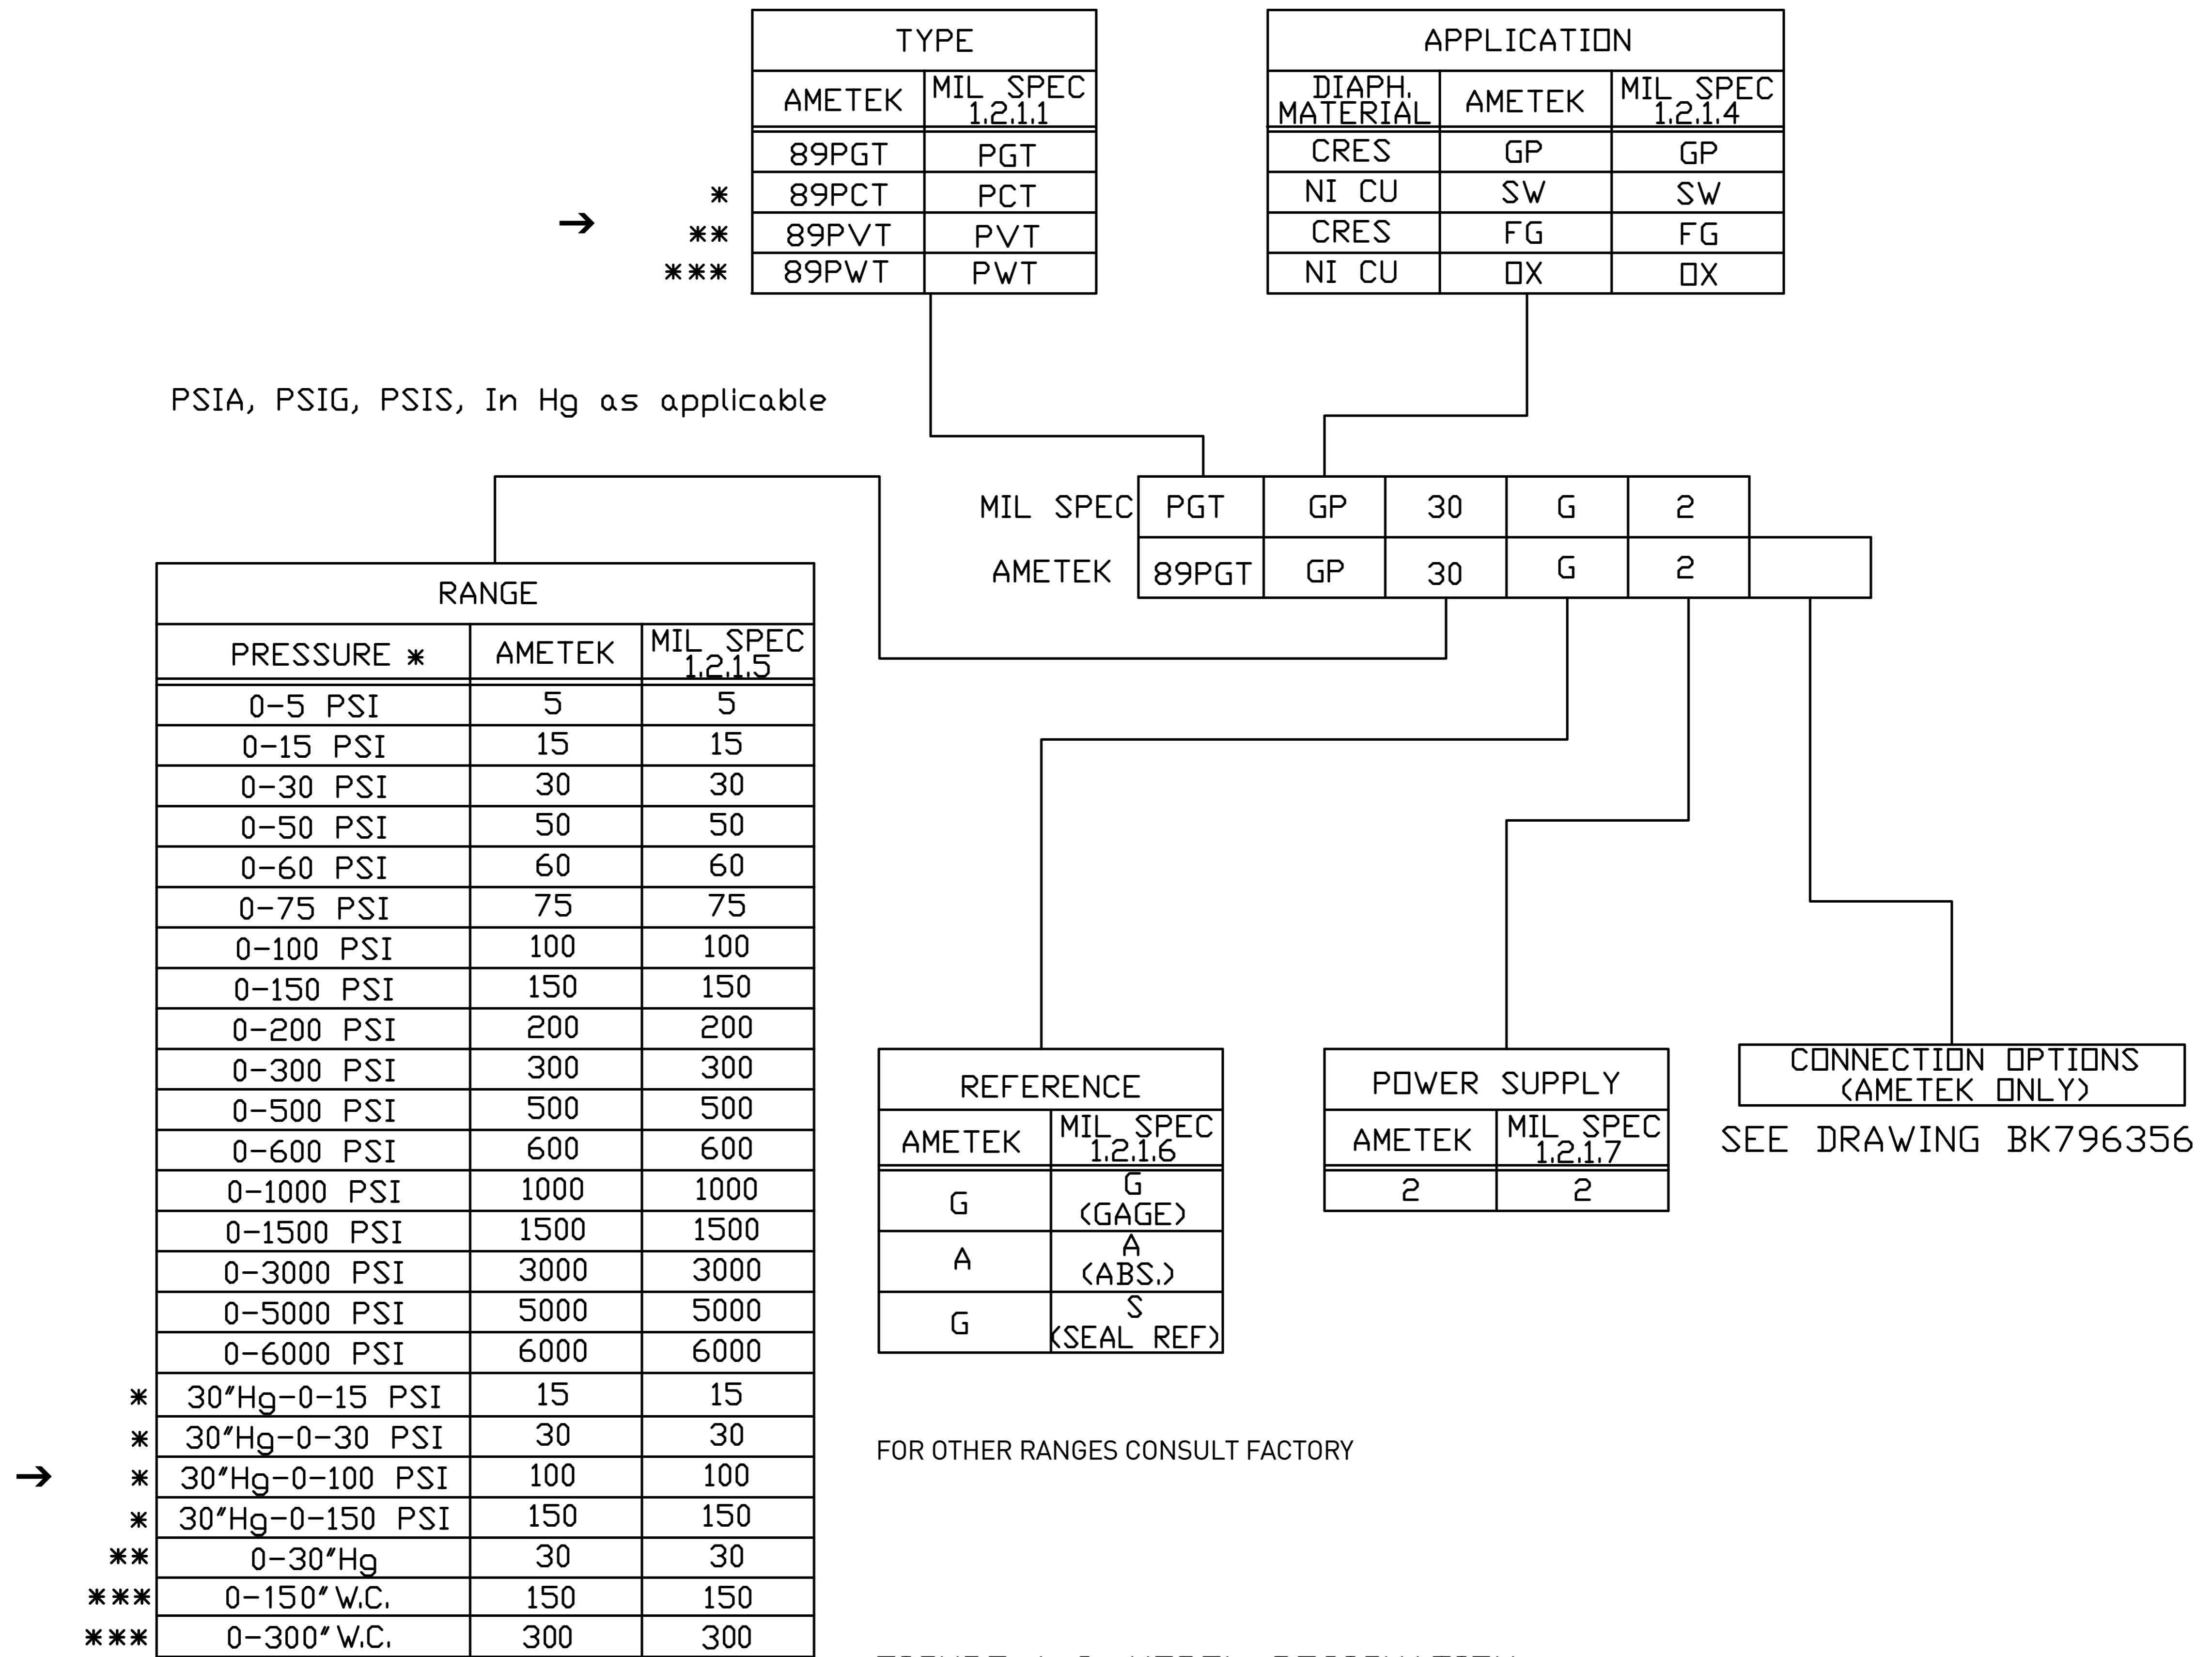 TYPE
AMETEK MIL SPEC 1.2.1.1
89PGT PGT
* 89PCT PCT
→ ** 89PVT PVT
*** 89PWT PWT
APPLICATION
DIAPH. MATERIAL AMETEK MIL SPEC 1.2.1.4
CRES GP GP
NI CU SW SW
CRES FG FG
NI CU OX OX
PSIA, PSIG, PSIS, In Hg as applicable
MIL SPEC PGT GP 30 G 2
AMETEK 89PGT GP 30 G 2
RANGE
PRESSURE * AMETEK MIL SPEC 1.2.1.5
0-5 PSI 5 5
0-15 PSI 15 15
0-30 PSI 30 30
0-50 PSI 50 50
0-60 PSI 60 60
0-75 PSI 75 75
0-100 PSI 100 100
0-150 PSI 150 150
0-200 PSI 200 200
0-300 PSI 300 300
0-500 PSI 500 500
0-600 PSI 600 600
0-1000 PSI 1000 1000
0-1500 PSI 1500 1500
0-3000 PSI 3000 3000
0-5000 PSI 5000 5000
0-6000 PSI 6000 6000
* 30"Hg-0-15 PSI 15 15
* 30"Hg-0-30 PSI 30 30
→ * 30"Hg-0-100 PSI 100 100
* 30"Hg-0-150 PSI 150 150
** 0-30"Hg 30 30
*** 0-150" W.C. 150 150
*** 0-300" W.C. 300 300
REFERENCE
AMETEK MIL SPEC 1.2.1.6
G G (GAGE)
A A (ABS.)
G S (SEAL REF)
POWER SUPPLY
AMETEK MIL SPEC 1.2.1.7
2 2
CONNECTION OPTIONS
(AMETEK ONLY)
SEE DRAWING BK796356
FOR OTHER RANGES CONSULT FACTORY